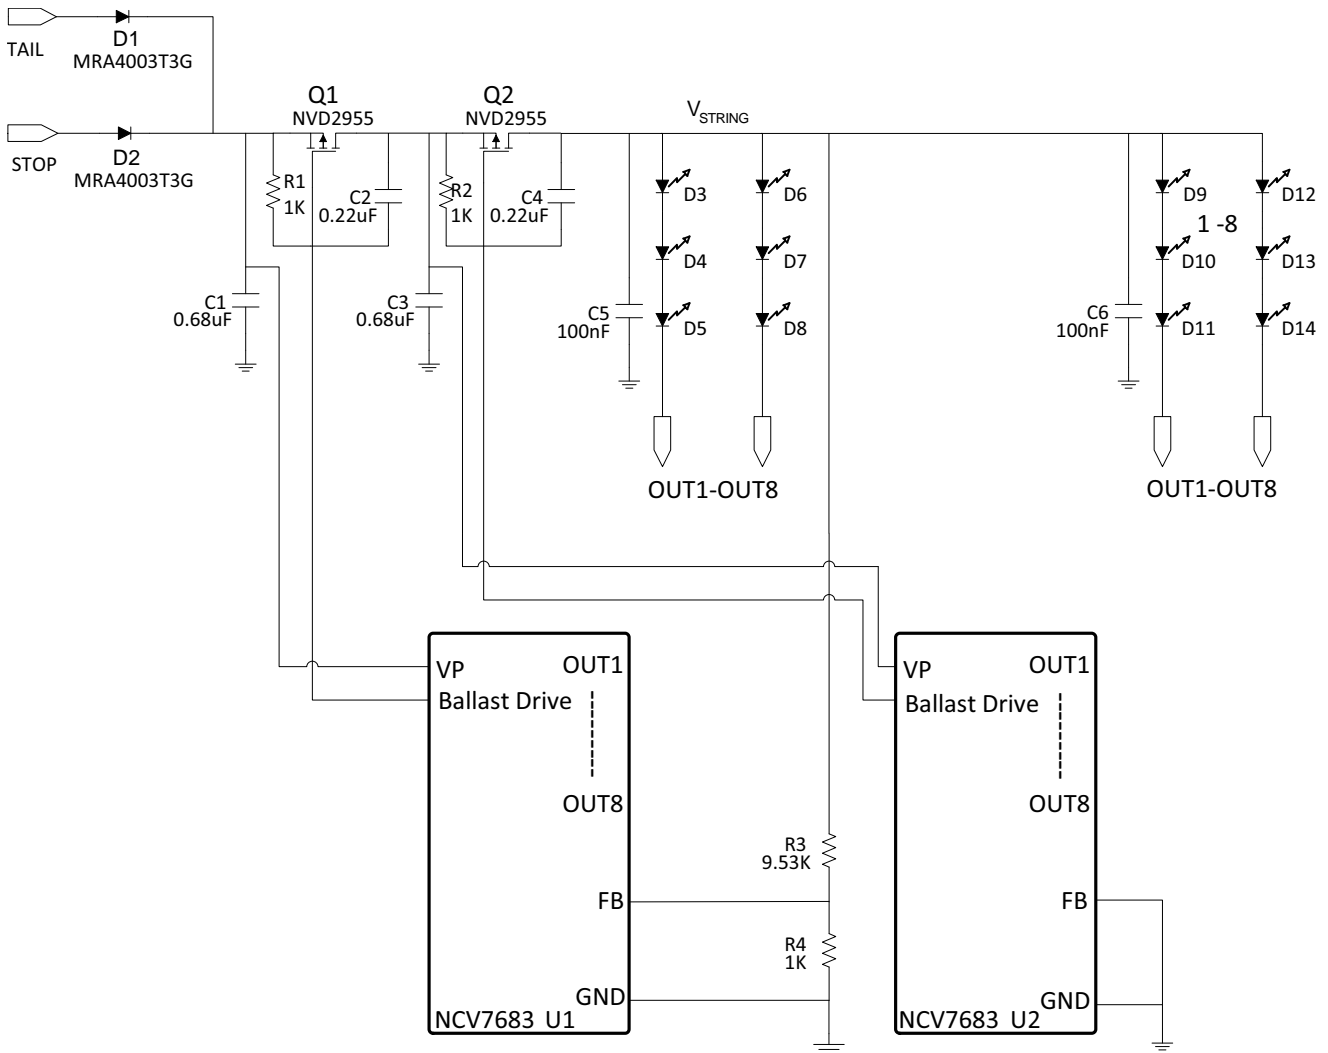 TAIL
D1
MRA4003T3G
STOP
D2
MRA4003T3G
Q1
NVD2955
Q2
NVD2955
VSTRING
R1
1K
C2
0.22uF
R2
1K
C4
0.22uF
C1
0.68uF
C3
0.68uF
C5
100nF
D3
D4
D5
D6
D7
D8
OUT1-OUT8
C6
100nF
D9
1 -8
D10
D11
D12
D13
D14
OUT1-OUT8
VP
Ballast Drive
OUT1
OUT8
FB
GND
NCV7683 U1
R3
9.53K
R4
1K
VP
Ballast Drive
OUT1
OUT8
FB
GND
NCV7683 U2